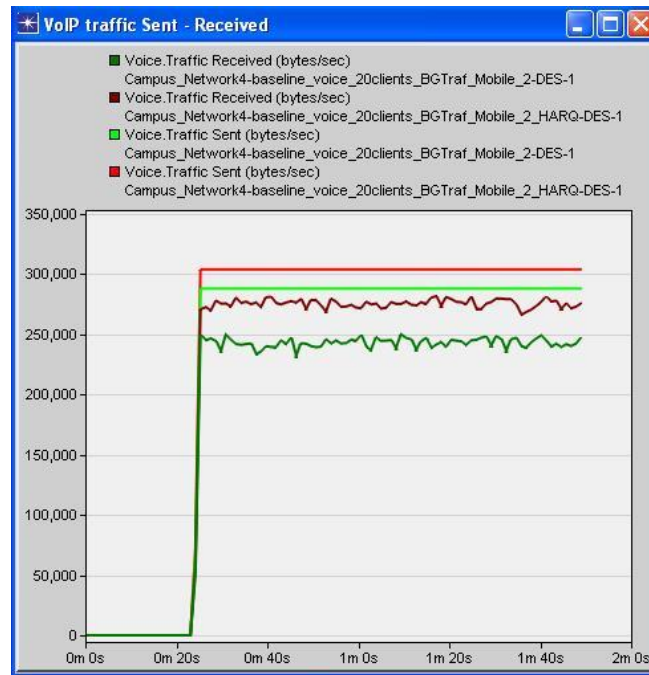 VoIP traffic Sent - Received
Voice.Traffic Received (bytes/sec)
Campus_Network4-baseline_voice_20clients_BGTraf_Mobile_2-DES-1
Voice.Traffic Received (bytes/sec)
Campus_Network4-baseline_voice_20clients_BGTraf_Mobile_2_HARQ-DES-1
Voice.Traffic Sent (bytes/sec)
Campus_Network4-baseline_voice_20clients_BGTraf_Mobile_2-DES-1
Voice.Traffic Sent (bytes/sec)
Campus_Network4-baseline_voice_20clients_BGTraf_Mobile_2_HARQ-DES-1
350,000
300,000
250,000
200,000
150,000
100,000
50,000
0
0m 0s 0m 20s 0m 40s 1m 0s 1m 20s 1m 40s 2m 0s